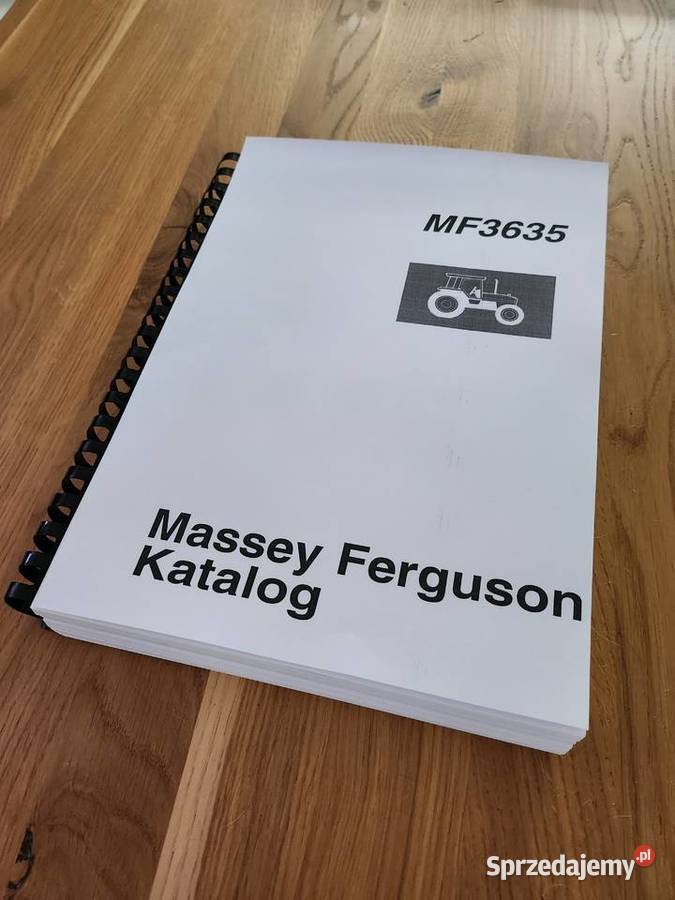 MF3635
Massey Ferguson
Katalog
Sprzedajemy.pl